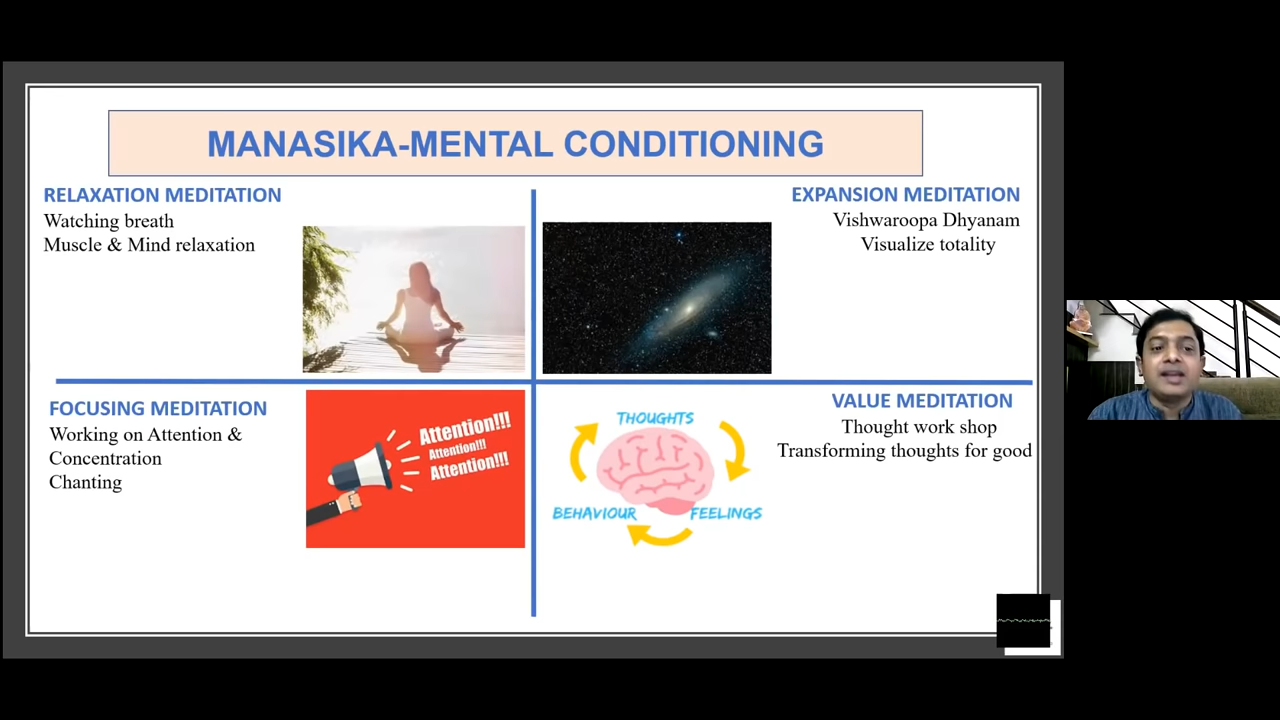 MANASIKA-MENTAL CONDITIONING
RELAXATION MEDITATION
Watching breath
Muscle & Mind relaxation
EXPANSION MEDITATION
Vishwaroopa Dhyanam
Visualize totality
FOCUSING MEDITATION
Working on Attention &
Concentration
Chanting
Attention!!!
Attention!!!
Attention!!!
VALUE MEDITATION
Thought work shop
Transforming thoughts for good
THOUGHTS
BEHAVIOUR
FEELINGS